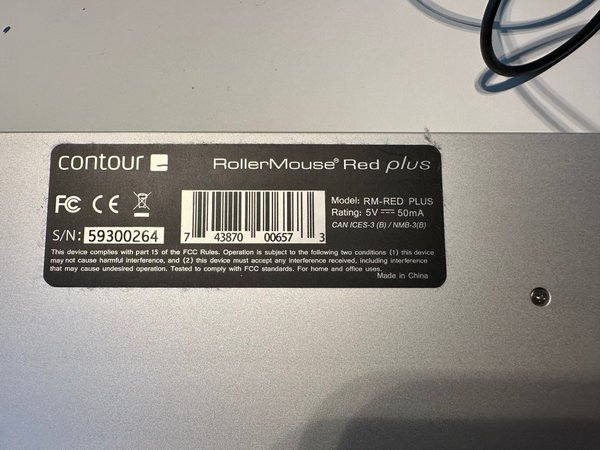 contour RollerMouse® Red plus
FC CE
Model: RM-RED PLUS
Rating: 5V ⎓ 50mA
CAN ICES-3 (B) / NMB-3(B)
7 43870 00657 3
S/N: 59300264
This device complies with part 15 of the FCC Rules. Operation is subject to the following two conditions (1) this device
may not cause harmful interference, and (2) this device must accept any interference received, including interference
that may cause undesired operation. Tested to comply with FCC standards. For home and office uses.
Made in China